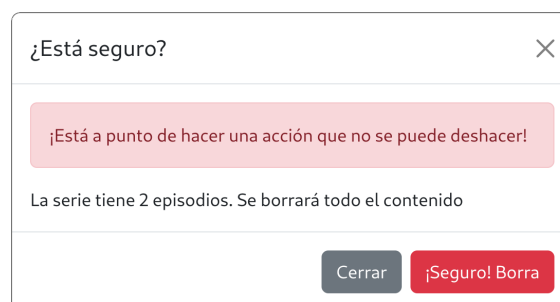 ¿Está seguro?
¡Está a punto de hacer una acción que no se puede deshacer!
La serie tiene 2 episodios. Se borrará todo el contenido
Cerrar
¡Seguro! Borra